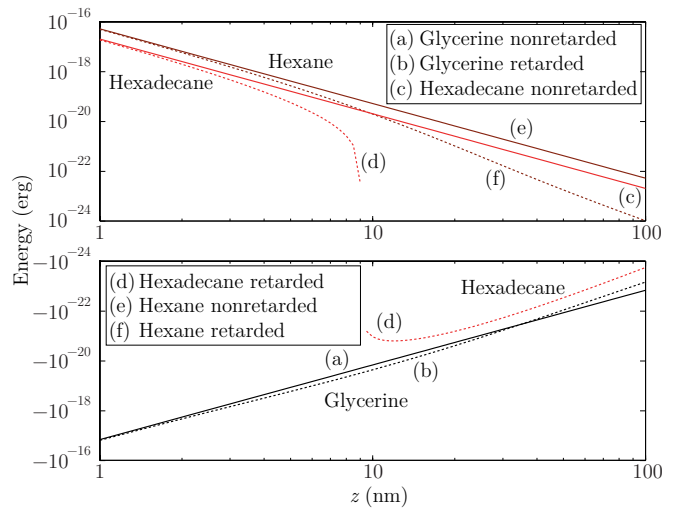 10^−16
10^−18
10^−20
10^−22
10^−24
Hexane
Hexadecane
(a) Glycerine nonretarded
(b) Glycerine retarded
(c) Hexadecane nonretarded
(e)
(d)
(f)
(c)
1
10
100
Energy (erg)
−10^−24
−10^−22
−10^−20
−10^−18
−10^−16
(d) Hexadecane retarded
(e) Hexane nonretarded
(f) Hexane retarded
Hexadecane
(d)
(a)
(b)
Glycerine
1
10
100
z (nm)